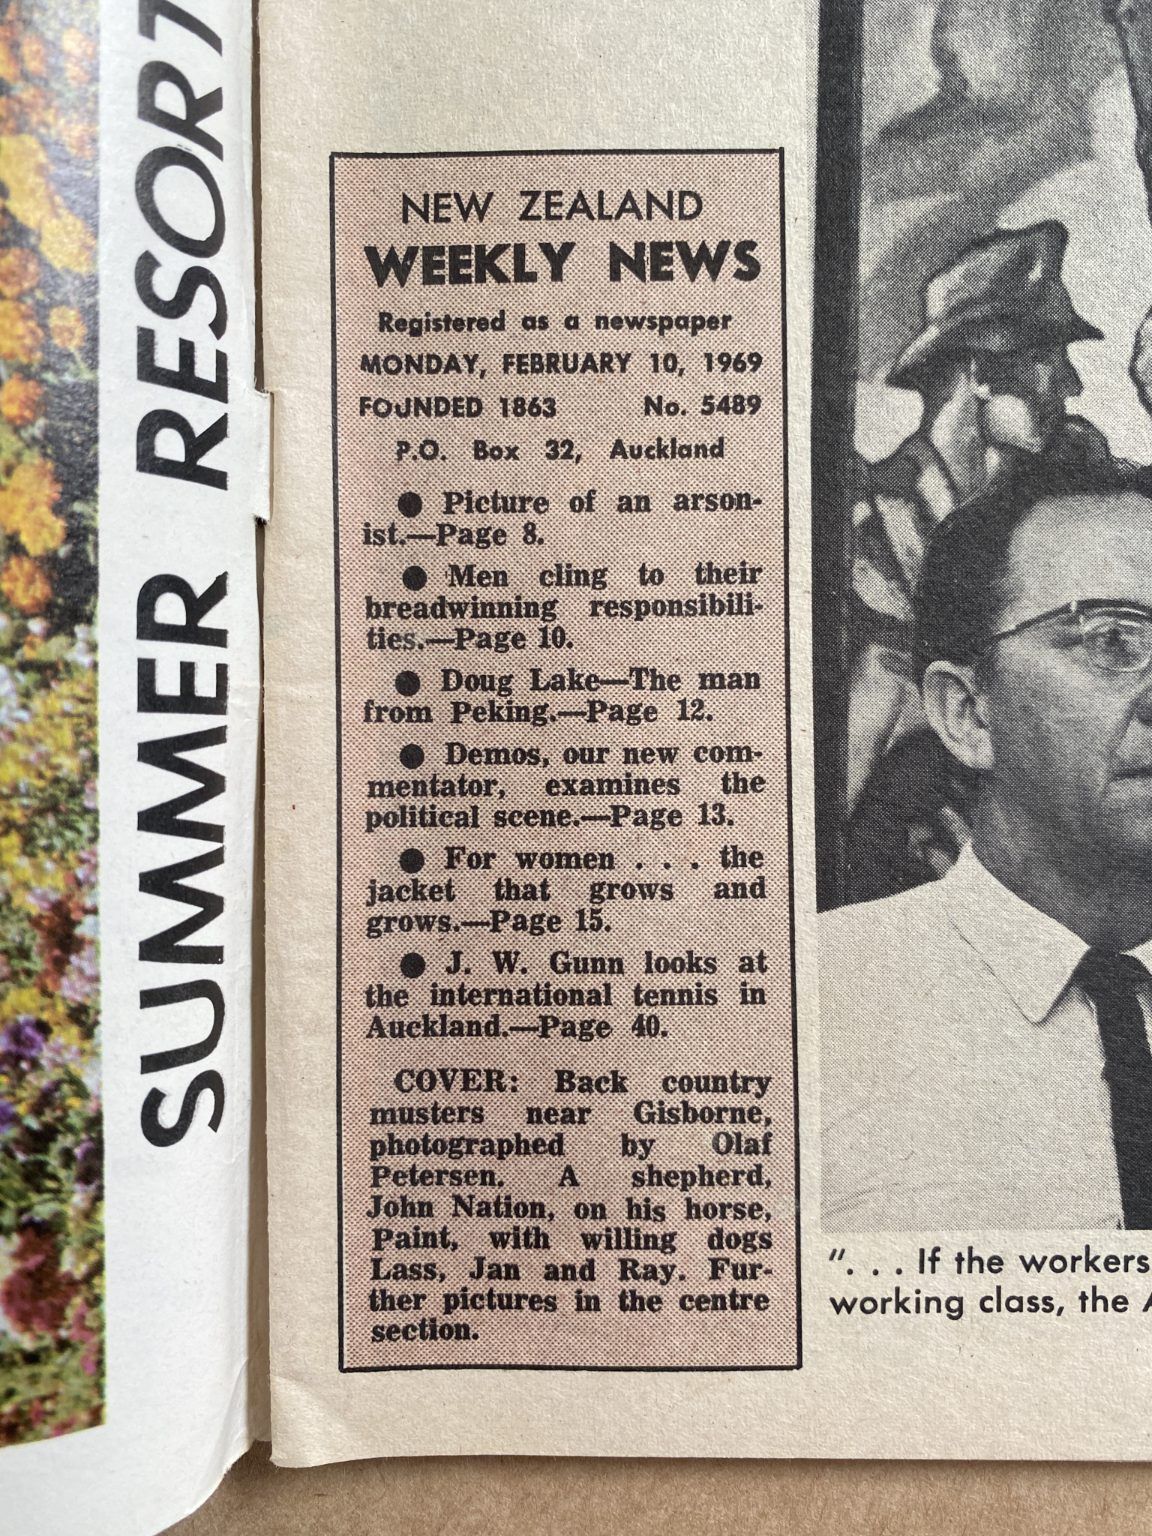 SUMMER RESORT
NEW ZEALAND
WEEKLY NEWS
Registered as a newspaper
MONDAY, FEBRUARY 10, 1969
FOUNDED 1863 No. 5489
P.O. Box 32, Auckland
● Picture of an arson-
ist.—Page 8.
● Men cling to their
breadwinning responsibili-
ties.—Page 10.
● Doug Lake—The man
from Peking.—Page 12.
● Demos, our new com-
mentator, examines the
political scene.—Page 13.
● For women . . . the
jacket that grows and
grows.—Page 15.
● J. W. Gunn looks at
the international tennis in
Auckland.—Page 40.
COVER: Back country
musters near Gisborne,
photographed by Olaf
Petersen. A shepherd,
John Nation, on his horse,
Paint, with willing dogs
Lass, Jan and Ray. Fur-
ther pictures in the centre
section.
". . . If the workers
working class, the